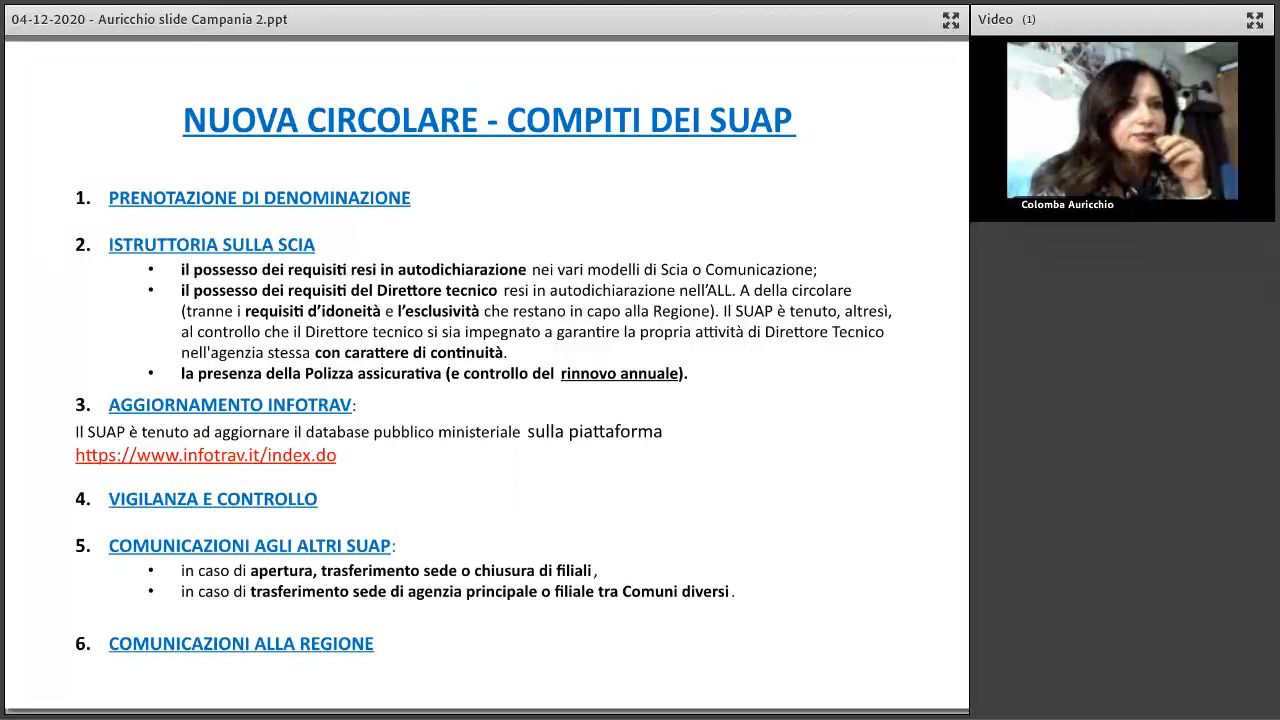 04-12-2020 - Auricchio slide Campania 2.ppt
Video (1)
Colomba Auricchio
NUOVA CIRCOLARE - COMPITI DEI SUAP
1. PRENOTAZIONE DI DENOMINAZIONE
2. ISTRUTTORIA SULLA SCIA
• il possesso dei requisiti resi in autodichiarazione nei vari modelli di Scia o Comunicazione;
• il possesso dei requisiti del Direttore tecnico resi in autodichiarazione nell'ALL. A della circolare
(tranne i requisiti d'idoneità e l'esclusività che restano in capo alla Regione). Il SUAP è tenuto, altresì,
al controllo che il Direttore tecnico si sia impegnato a garantire la propria attività di Direttore Tecnico
nell'agenzia stessa con carattere di continuità.
• la presenza della Polizza assicurativa (e controllo del rinnovo annuale).
3. AGGIORNAMENTO INFOTRAV:
Il SUAP è tenuto ad aggiornare il database pubblico ministeriale sulla piattaforma
https://www.infotrav.it/index.do
4. VIGILANZA E CONTROLLO
5. COMUNICAZIONI AGLI ALTRI SUAP:
• in caso di apertura, trasferimento sede o chiusura di filiali,
• in caso di trasferimento sede di agenzia principale o filiale tra Comuni diversi.
6. COMUNICAZIONI ALLA REGIONE